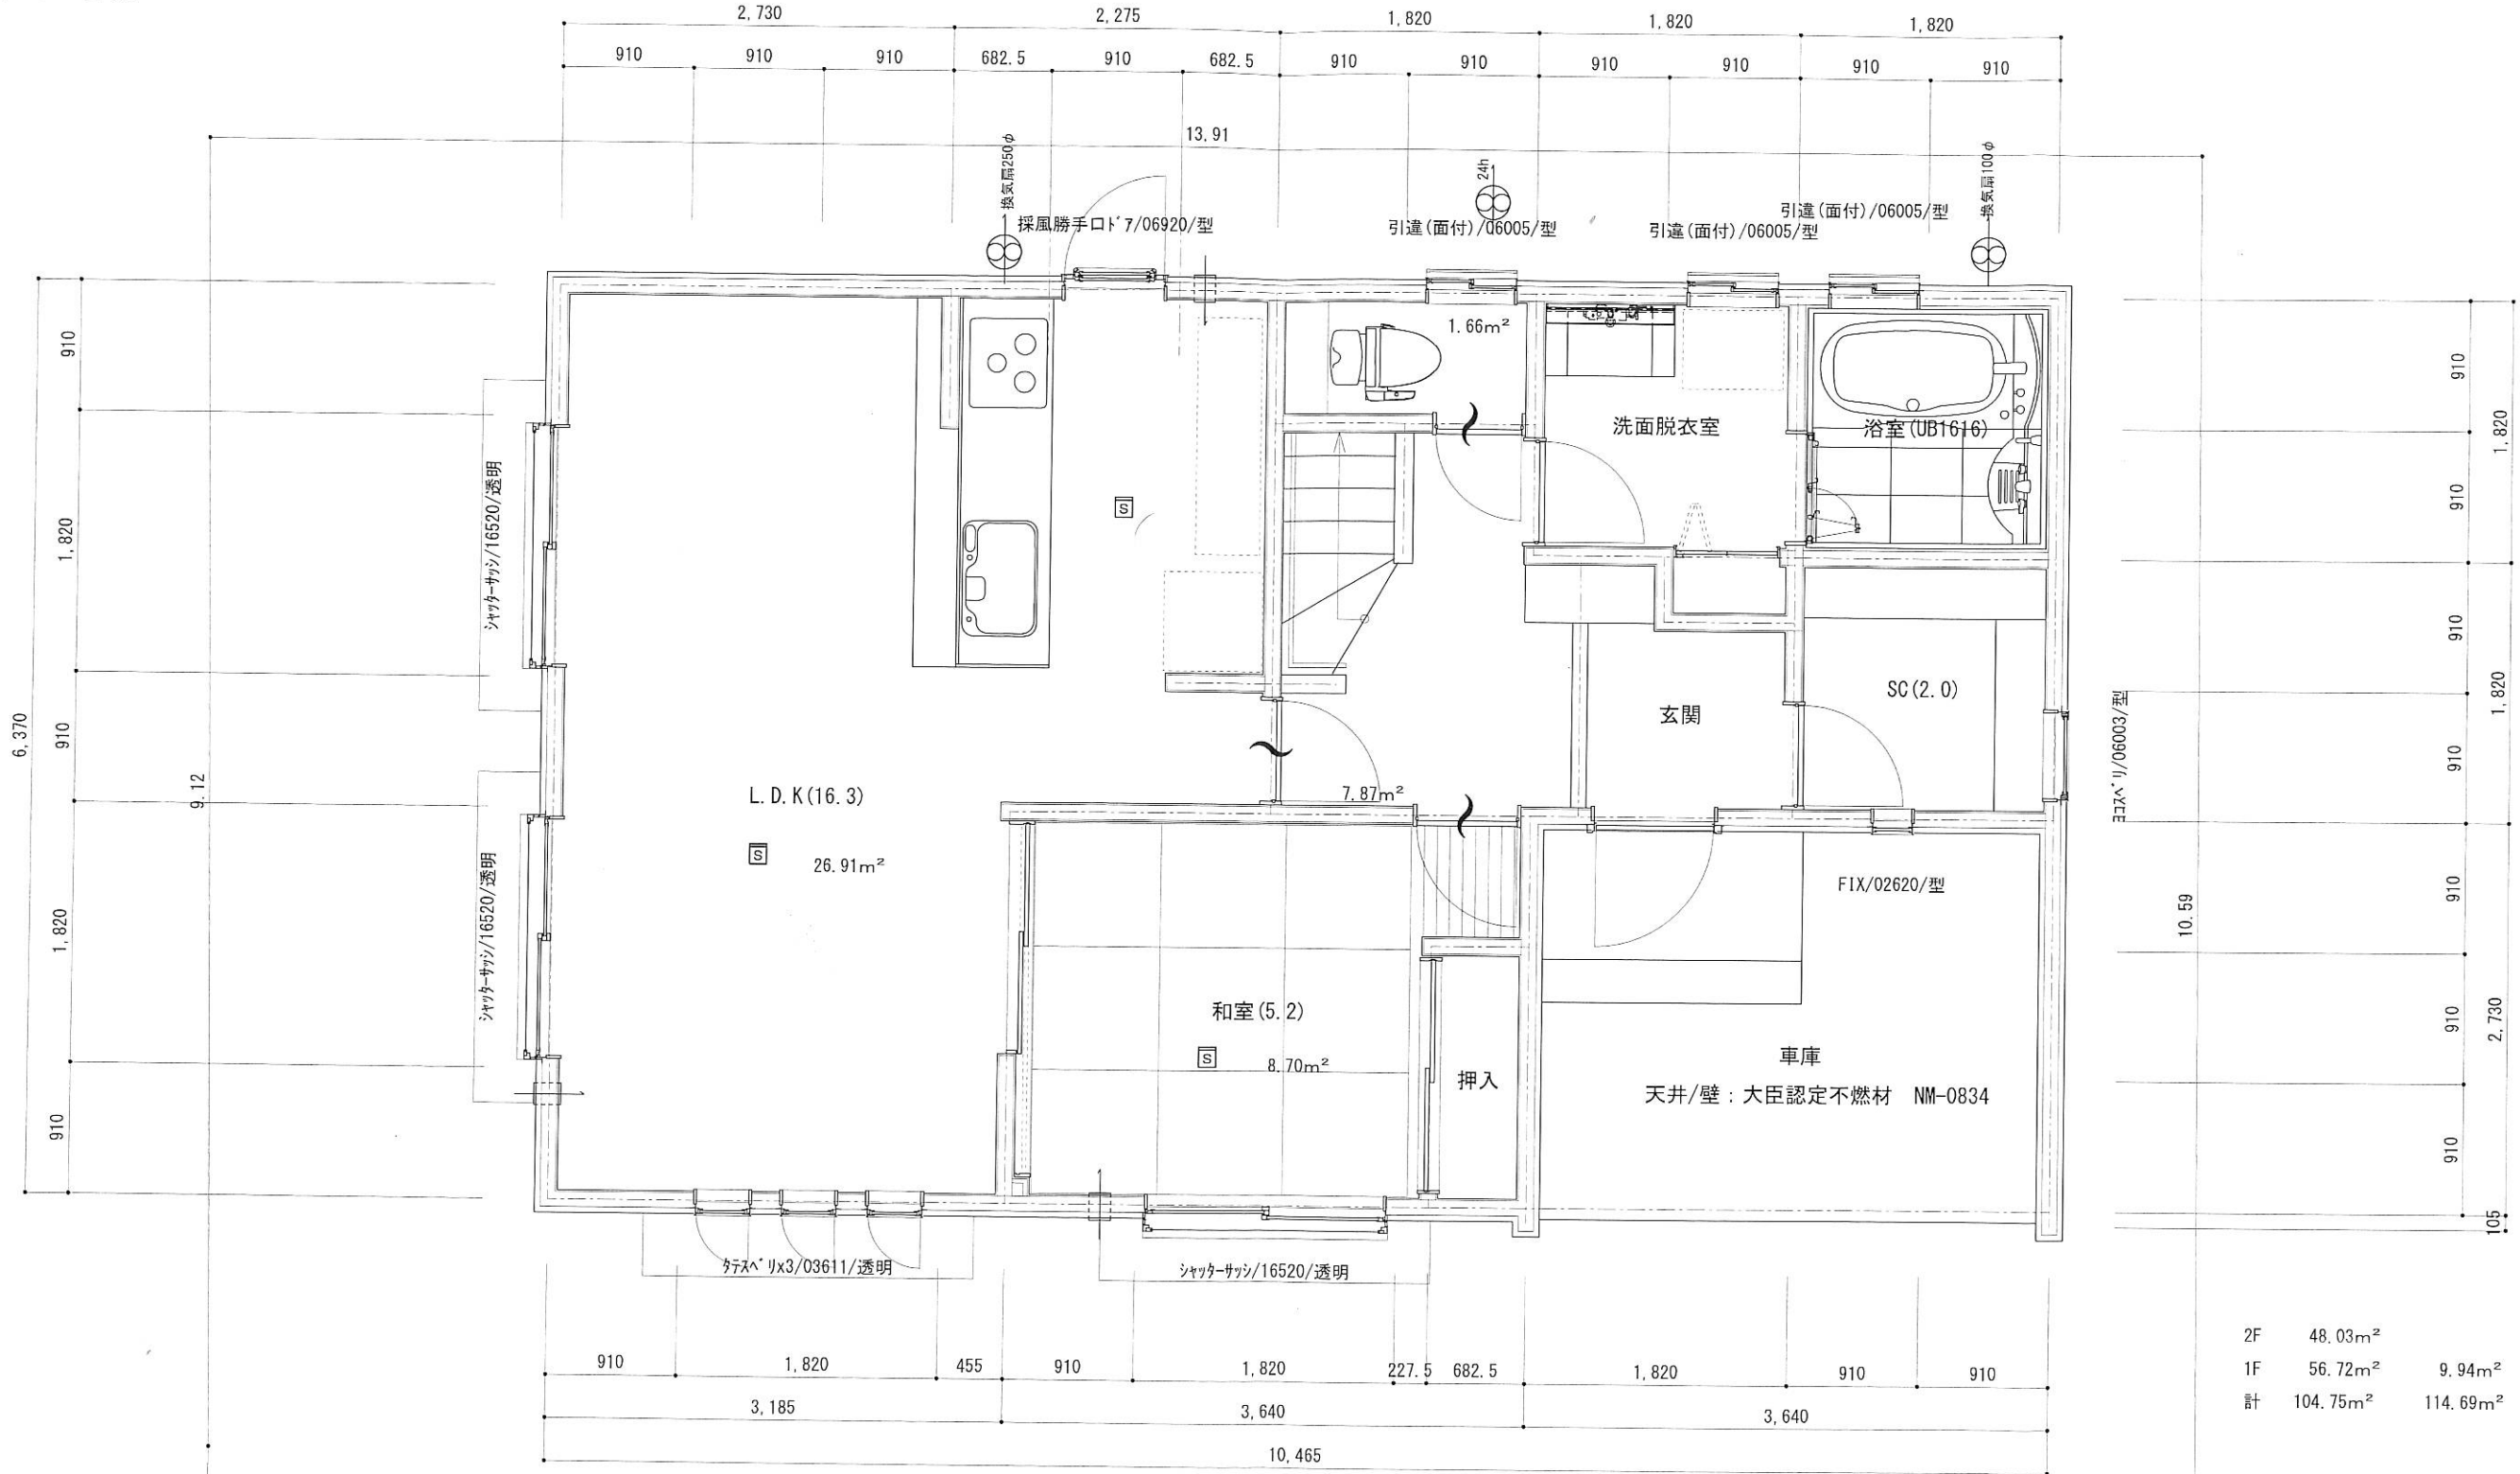 2,730
2,275
1,820
1,820
1,820
910
910
910
682.5
910
682.5
910
910
910
910
910
910
13,91
換気扇250φ
24h
換気扇100φ
採風勝手口ﾄﾞｱ/06920/型
引違(面付)/06005/型
引違(面付)/06005/型
引違(面付)/06005/型
1.66m²
洗面脱衣室
浴室(UB1616)
S
SC(2.0)
玄関
L.D.K(16.3)
7.87m²
S
26.91m²
FIX/02620/型
和室(5.2)
S
8.70m²
押入
車庫
天井/壁：大臣認定不燃材 NM-0834
ｼｬｯﾀｰｻｯｼ/16520/透明
ｼｬｯﾀｰｻｯｼ/16520/透明
6,370
910
1,820
910
1,820
910
9.12
ﾖｺｽﾍﾞﾘ/06003/型
10.59
910
910
910
910
910
910
910
1,820
1,820
2,730
105
ﾀﾃｽﾍﾞﾘx3/03611/透明
ｼｬｯﾀｰｻｯｼ/16520/透明
910
1,820
455
910
1,820
227.5
682.5
1,820
910
910
3,185
3,640
3,640
10,465
2F 48.03m²
1F 56.72m² 9.94m²
計 104.75m² 114.69m²